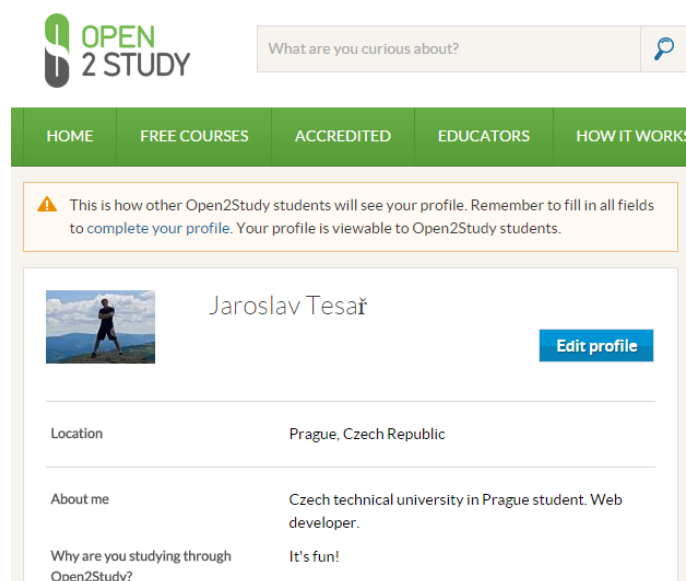 OPEN
2 STUDY
What are you curious about?
HOME FREE COURSES ACCREDITED EDUCATORS HOW IT WORKS
This is how other Open2Study students will see your profile. Remember to fill in all fields
to complete your profile. Your profile is viewable to Open2Study students.
Jaroslav Tesař
Edit profile
Location Prague, Czech Republic
About me Czech technical university in Prague student. Web
developer.
Why are you studying through It's fun!
Open2Study?